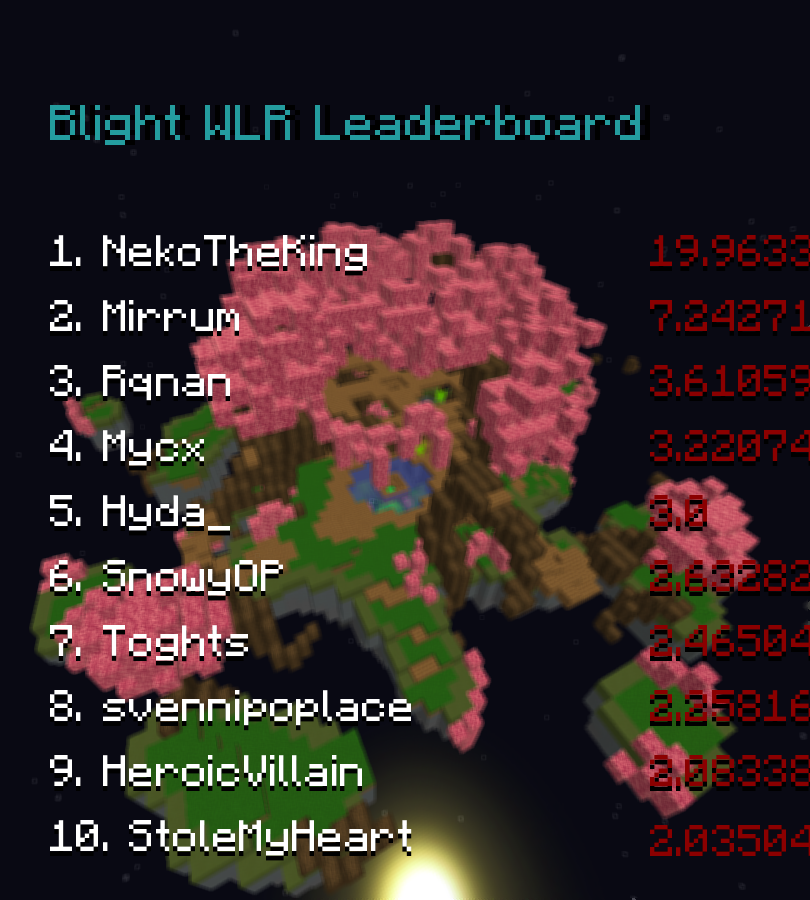 Blight WLR Leaderboard
1. NekoTheKing 19.9633
2. Mirrum 7.24271
3. Rqnan 3.61059
4. Mycx 3.22074
5. Hyda_ 3.0
6. SnowyOP 2.63282
7. Toghts 2.46504
8. svennipoplace 2.25816
9. HeroicVillain 2.08338
10. StoleMyHeart 2.03504